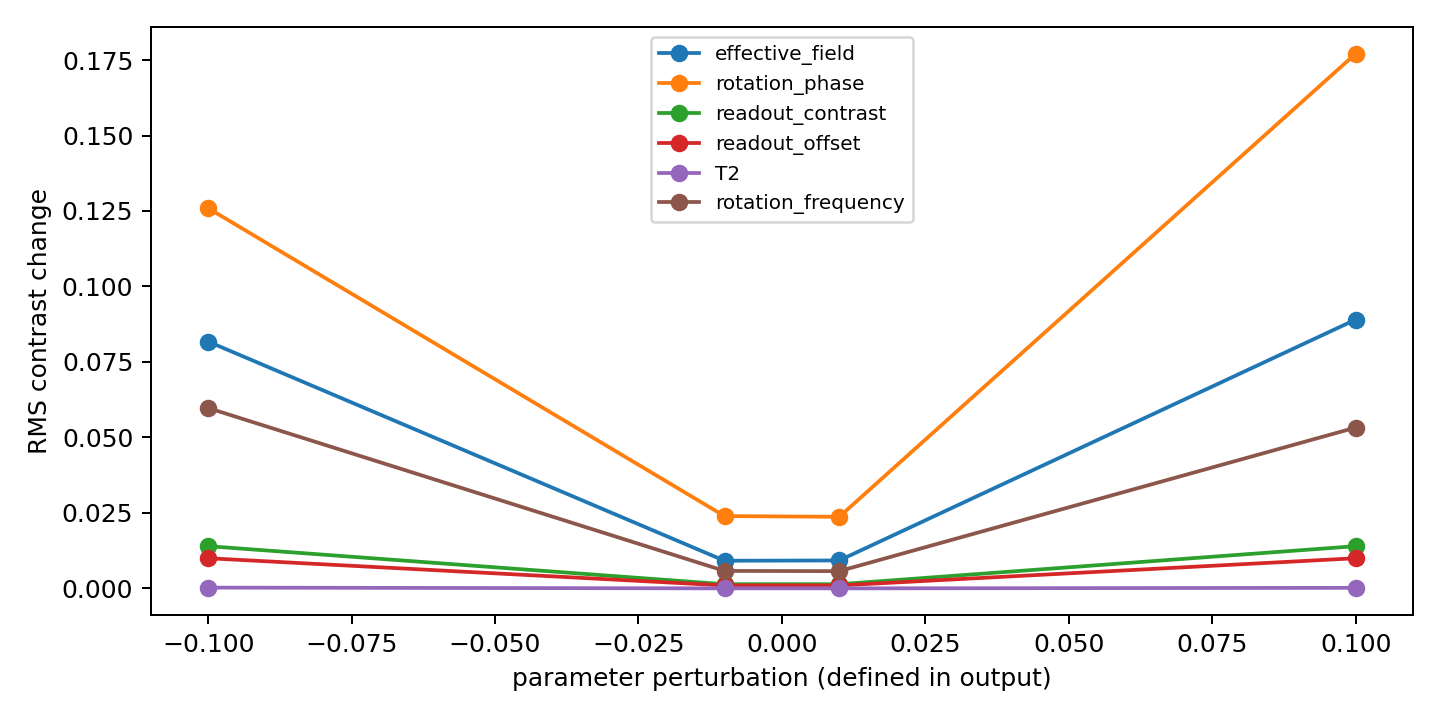 0.175
0.150
0.125
0.100
0.075
0.050
0.025
0.000
RMS contrast change
effective_field
rotation_phase
readout_contrast
readout_offset
T2
rotation_frequency
−0.100 −0.075 −0.050 −0.025 0.000 0.025 0.050 0.075 0.100
parameter perturbation (defined in output)